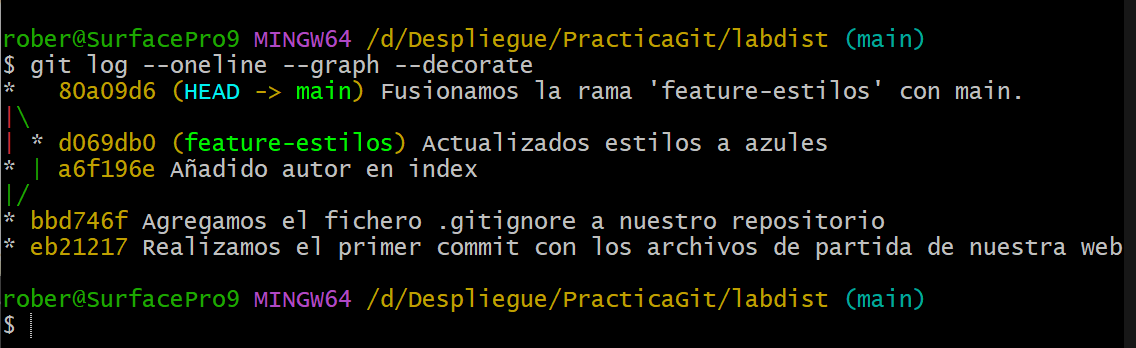 rober@SurfacePro9 MINGW64 /d/Despliegue/PracticaGit/labdist (main)
$ git log --oneline --graph --decorate
*   80a09d6 (HEAD -> main) Fusionamos la rama 'feature-estilos' con main.
|\
| * d069db0 (feature-estilos) Actualizados estilos a azules
* | a6f196e Añadido autor en index
|/
* bbd746f Agregamos el fichero .gitignore a nuestro repositorio
* eb21217 Realizamos el primer commit con los archivos de partida de nuestra web
rober@SurfacePro9 MINGW64 /d/Despliegue/PracticaGit/labdist (main)
$